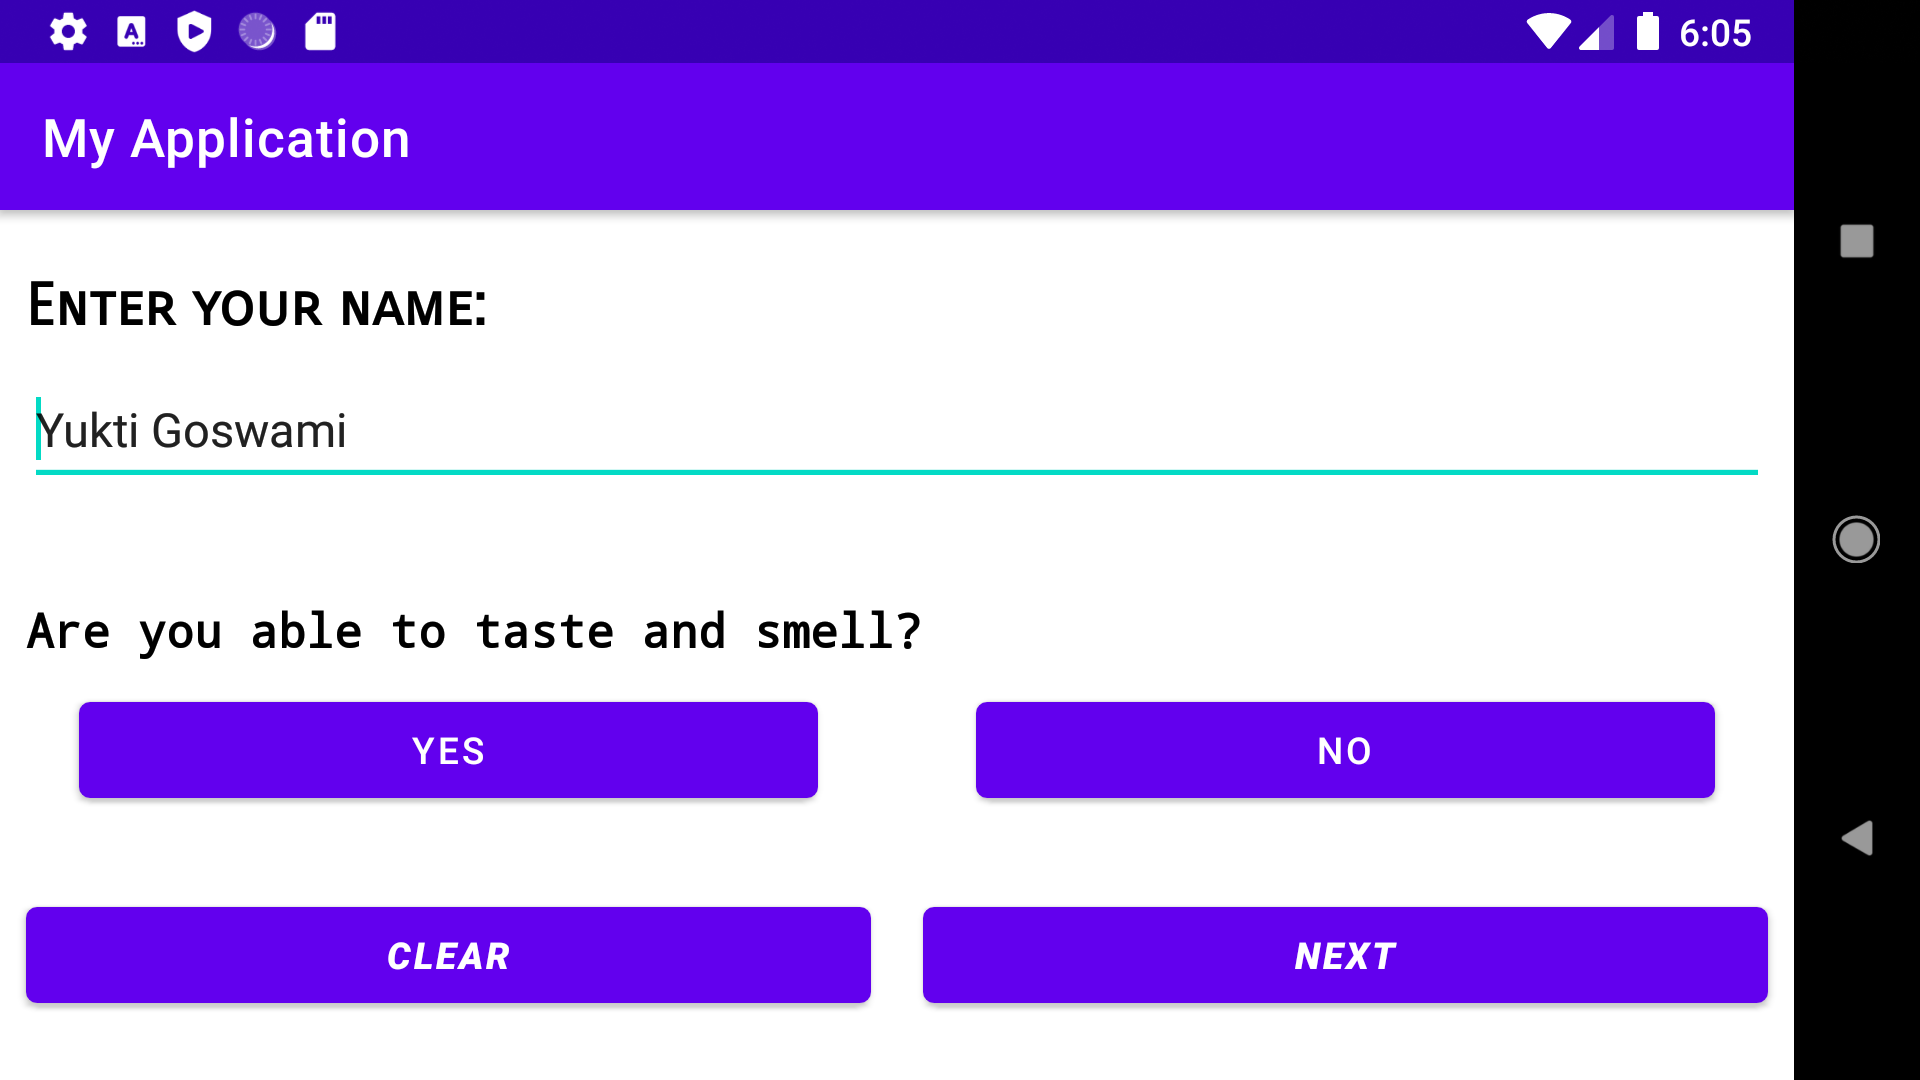 6:05
My Application
Enter your name:
Yukti Goswami
Are you able to taste and smell?
YES NO
CLEAR NEXT